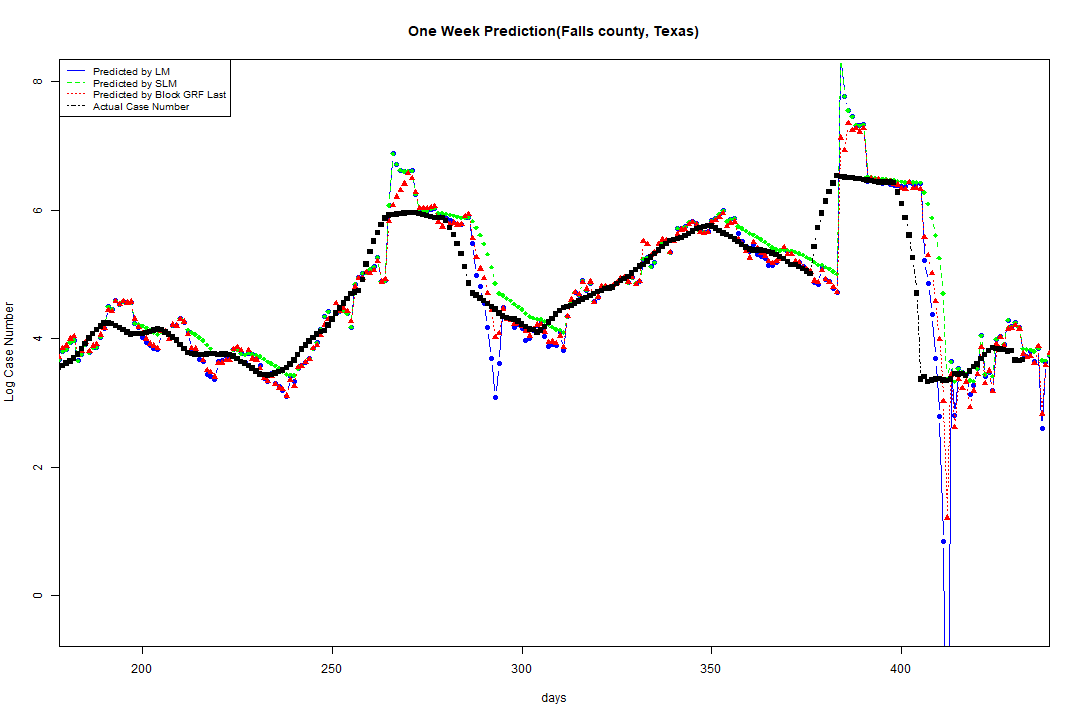 One Week Prediction(Falls county, Texas)
Predicted by LM
Predicted by SLM
Predicted by Block GRF Last
Actual Case Number
8
6
4
2
0
Log Case Number
200 250 300 350 400
days